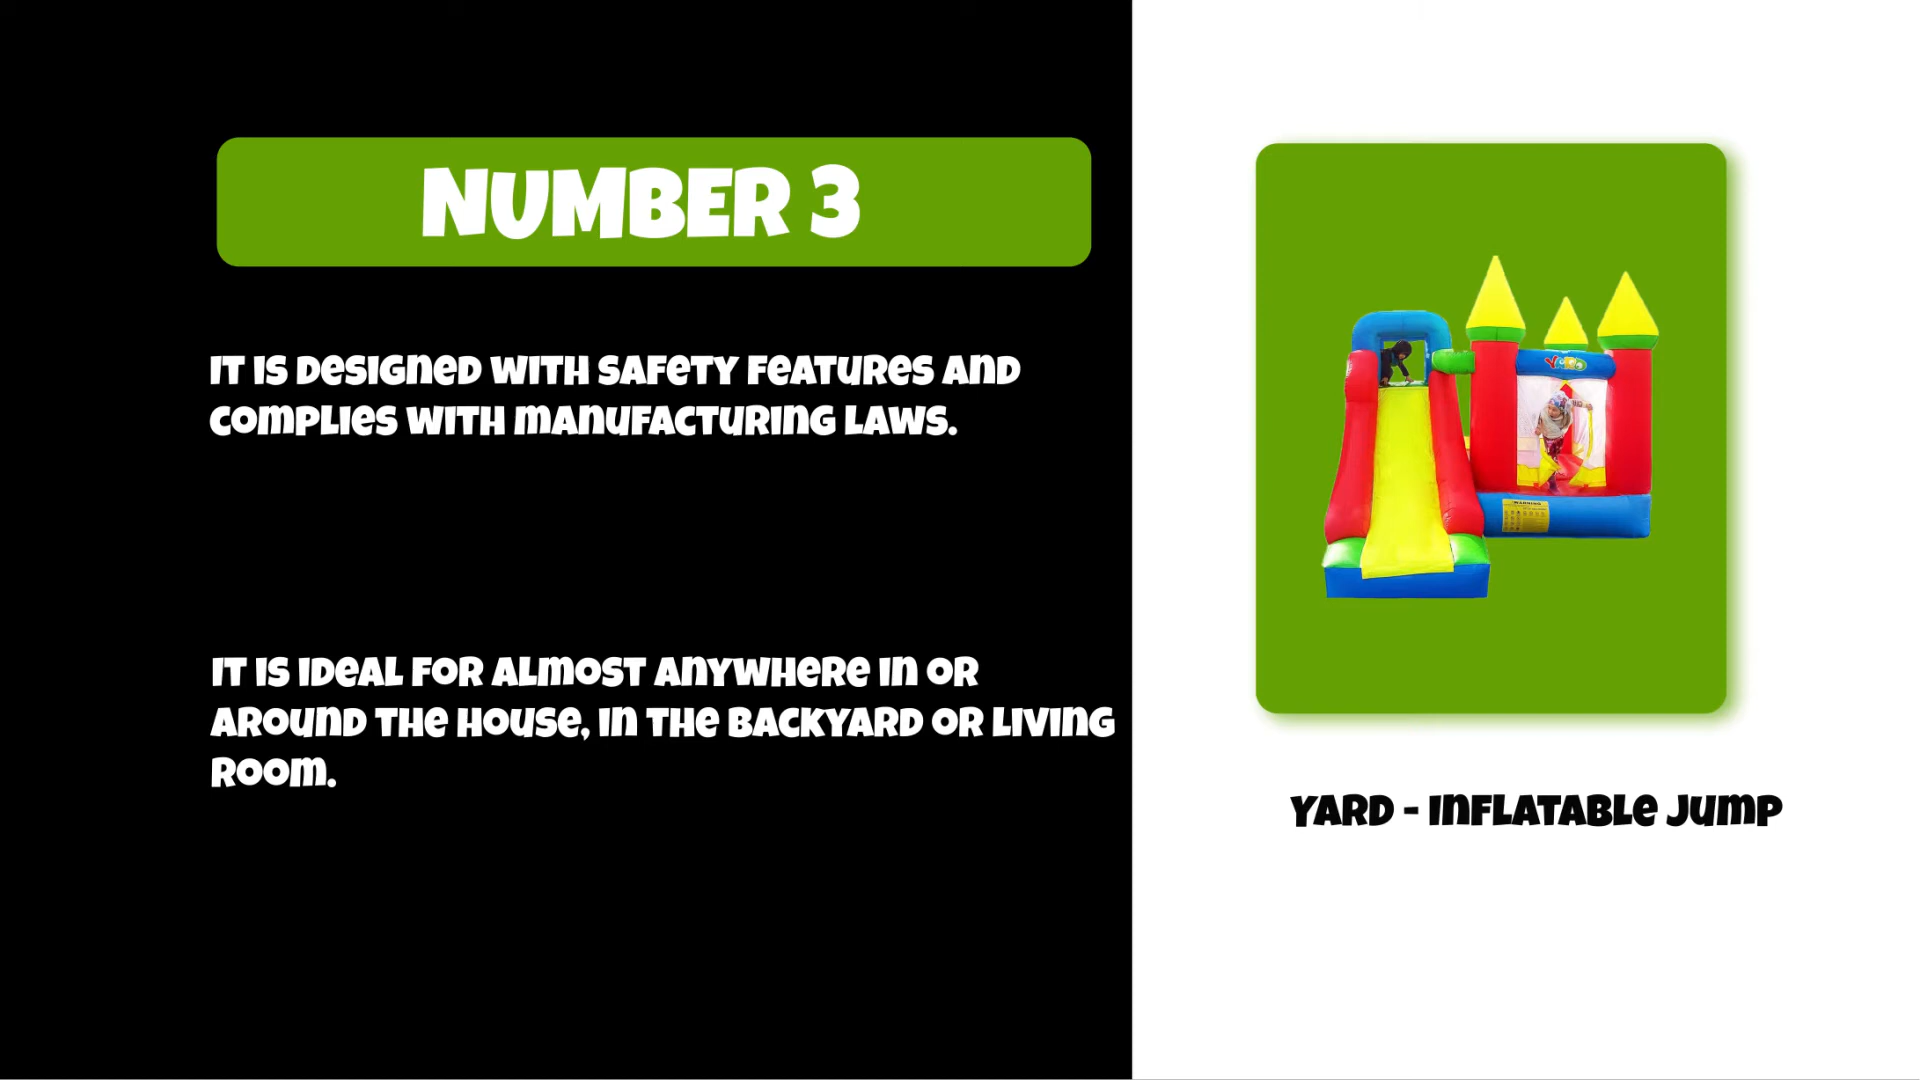 NUMBER 3
IT IS DESIGNED WITH SAFETY FEATURES AND
COMPLIES WITH MANUFACTURING LAWS.
IT IS IDEAL FOR ALMOST ANYWHERE IN OR
AROUND THE HOUSE, IN THE BACKYARD OR LIVING
ROOM.
WARNING
YARD - INFLATABLE JUMP